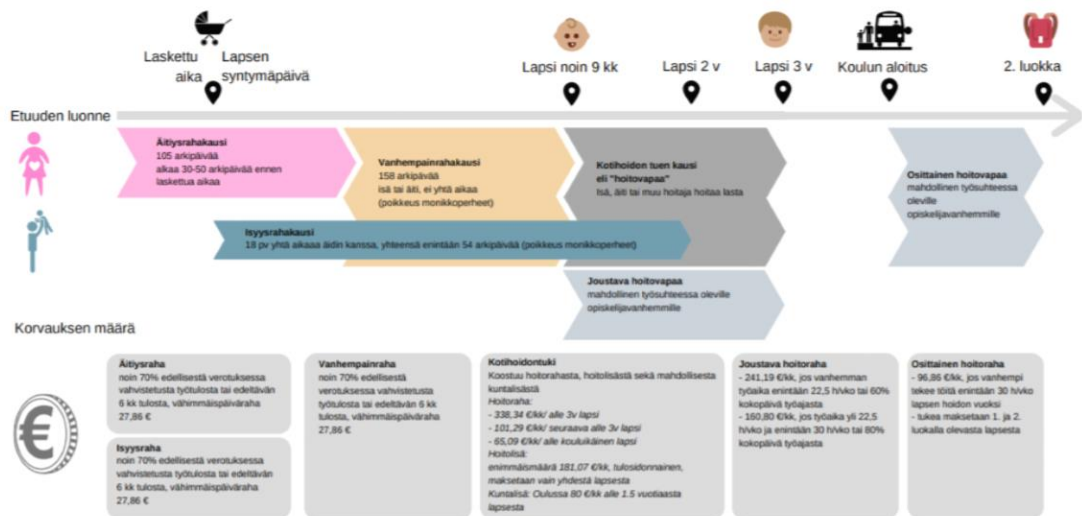 Laskettu aika
Lapsen syntymäpäivä
Lapsi noin 9 kk
Lapsi 2 v
Lapsi 3 v
Koulun aloitus
2. luokka
Etuuden luonne
Äitiysrahakausi
105 arkipäivää
alkaa 30-50 arkipäivää ennen
laskettua aikaa
Vanhempainrahakausi
158 arkipävää
isä tai äiti, ei yhtä aikaa
(poikkeus monikkoperheet)
Kotihoidon tuen kausi
eli "hoitovapaa"
Isä, äiti tai muu hoitaja hoitaa lasta
Osittainen hoitovapaa
mahdollinen työsuhteessa
oleville
opiskelijavanhemmille
Isyysrahakausi
18 pv yhtä aikaaa äidin kanssa, yhteensä enintään 54 arkipäivää (poikkeus monikkoperheet)
Joustava hoitovapaa
mahdollinen työsuhteessa oleville
opiskelijavanhemmille
Korvauksen määrä
€
Äitiysraha
noin 70% edellisestä verotuksessa
vahvistetusta työtulosta tai edeltävän
6 kk tulosta, vähimmäispäiväraha
27,86 €
Isyysraha
noin 70% edellisestä verotuksessa
vahvistetusta työtulosta tai edeltävän
6 kk tulosta, vähimmäispäiväraha
27,86 €
Vanhempainraha
noin 70% edellisestä
verotuksessa vahvistetusta
työtulosta tai edeltävän 6 kk
tulosta, vähimmäispäiväraha
27,86 €
Kotihoidontuki
Koostuu hoitorahasta, hoitolisästä sekä mahdollisesta
kuntalisästä
Hoitoraha:
- 338,34 €/kk/ alle 3v lapsi
- 101,29 €/kk/ seuraava alle 3v lapsi
- 65,09 €/kk/ alle kouluikäinen lapsi
Hoitolisä:
enimmäismäärä 181,07 €/kk, tulosidonnainen,
maksetaan vain yhdestä lapsesta
Kuntalisä: Oulussa 80 €/kk alle 1.5 vuotiaasta
lapsesta
Joustava hoitoraha
- 241,19 €/kk, jos vanhemman
työaika enintään 22,5 h/vko tai 60%
kokopäivä työajasta
- 160,80 €/kk, jos työaika yli 22,5
h/vko ja enintään 30 h/vko tai 80%
kokopäivä työajasta
Osittainen hoitoraha
- 96,86 €/kk, jos vanhempi
tekee töitä enintään 30 h/vko
lapsen hoidon vuoksi
- tukea maksetaan 1. ja 2.
luokalla olevasta lapsesta